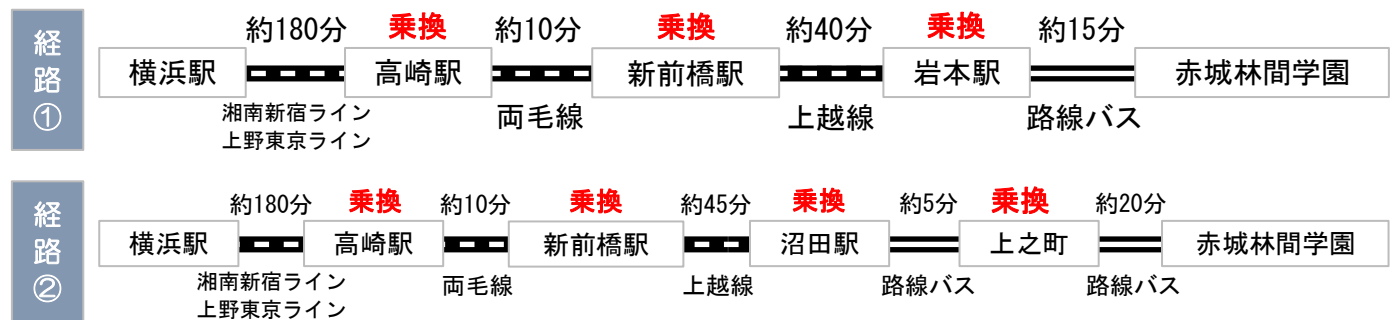 経路①
約180分 乗換 約10分 乗換 約40分 乗換 約15分
横浜駅 高崎駅 新前橋駅 岩本駅 赤城林間学園
湘南新宿ライン 両毛線 上越線 路線バス
上野東京ライン
経路②
約180分 乗換 約10分 乗換 約45分 乗換 約5分 乗換 約20分
横浜駅 高崎駅 新前橋駅 沼田駅 上之町 赤城林間学園
湘南新宿ライン 両毛線 上越線 路線バス 路線バス
上野東京ライン